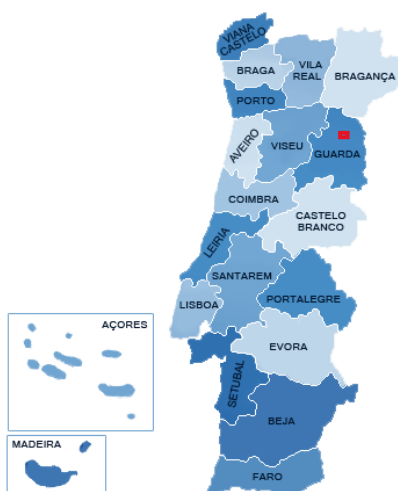 VIANA
CASTELO
BRAGA
VILA
REAL
BRAGANÇA
PORTO
AVEIRO
VISEU
GUARDA
COIMBRA
CASTELO
BRANCO
LEIRIA
SANTAREM
LISBOA
PORTALEGRE
AÇORES
EVORA
SETUBAL
BEJA
MADEIRA
FARO